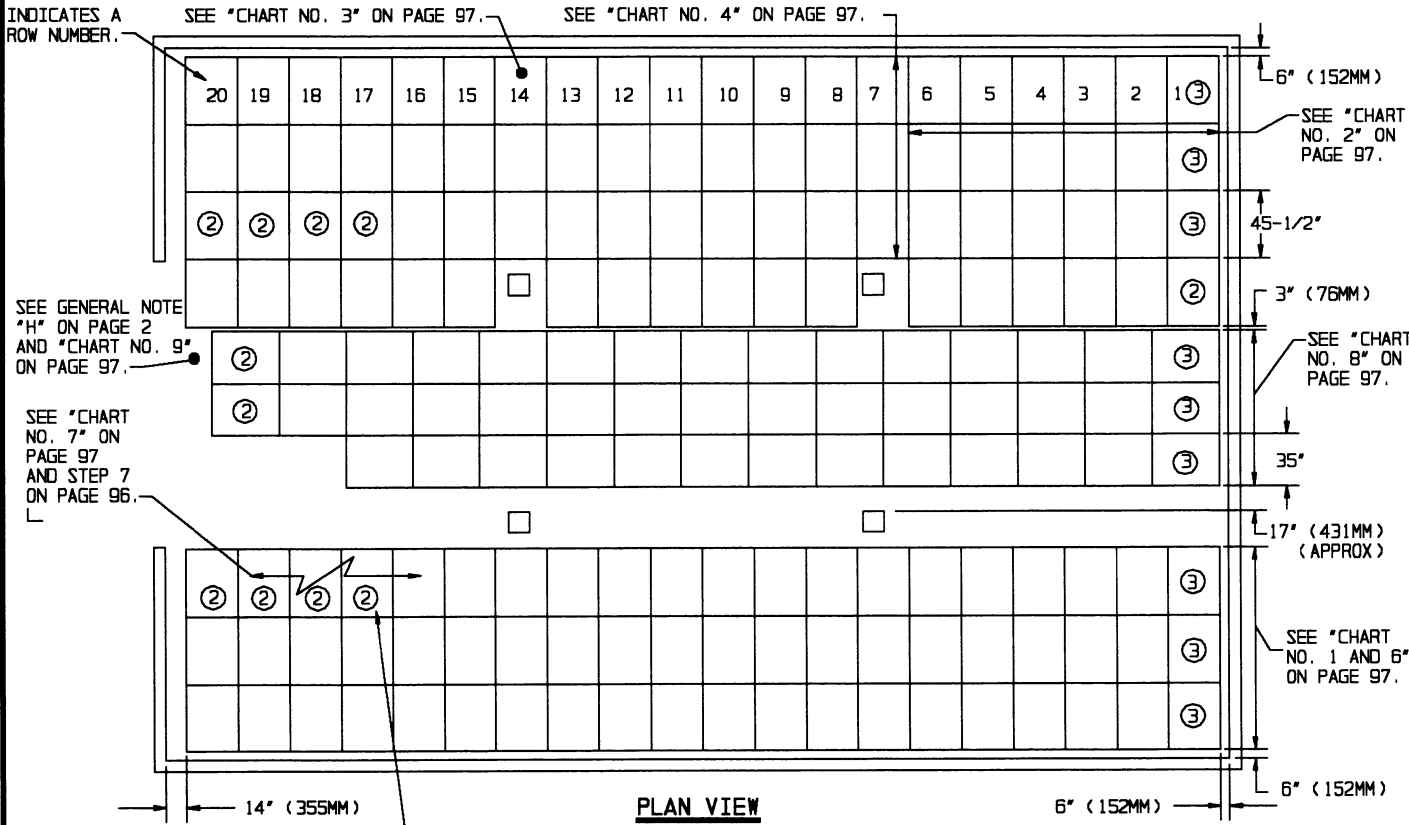 INDICATES A
ROW NUMBER.
SEE "CHART NO. 3" ON PAGE 97.
SEE "CHART NO. 4" ON PAGE 97.
6" (152MM)
20 19 18 17 16 15 14 13 12 11 10 9 8 7 6 5 4 3 2 1 3
SEE "CHART
NO. 2" ON
PAGE 97.
3
2 2 2 2 3
45-1/2"
2
3" (76MM)
SEE GENERAL NOTE
"H" ON PAGE 2
AND "CHART NO. 9"
ON PAGE 97.
2 3
SEE "CHART
NO. 8" ON
PAGE 97.
2 3
SEE "CHART
NO. 7" ON
PAGE 97
AND STEP 7
ON PAGE 96.
3
35"
17" (431MM)
(APPROX)
2 2 2 2 3
3
SEE "CHART
NO. 1 AND 6"
ON PAGE 97.
3
14" (355MM)
PLAN VIEW
6" (152MM)
6" (152MM)